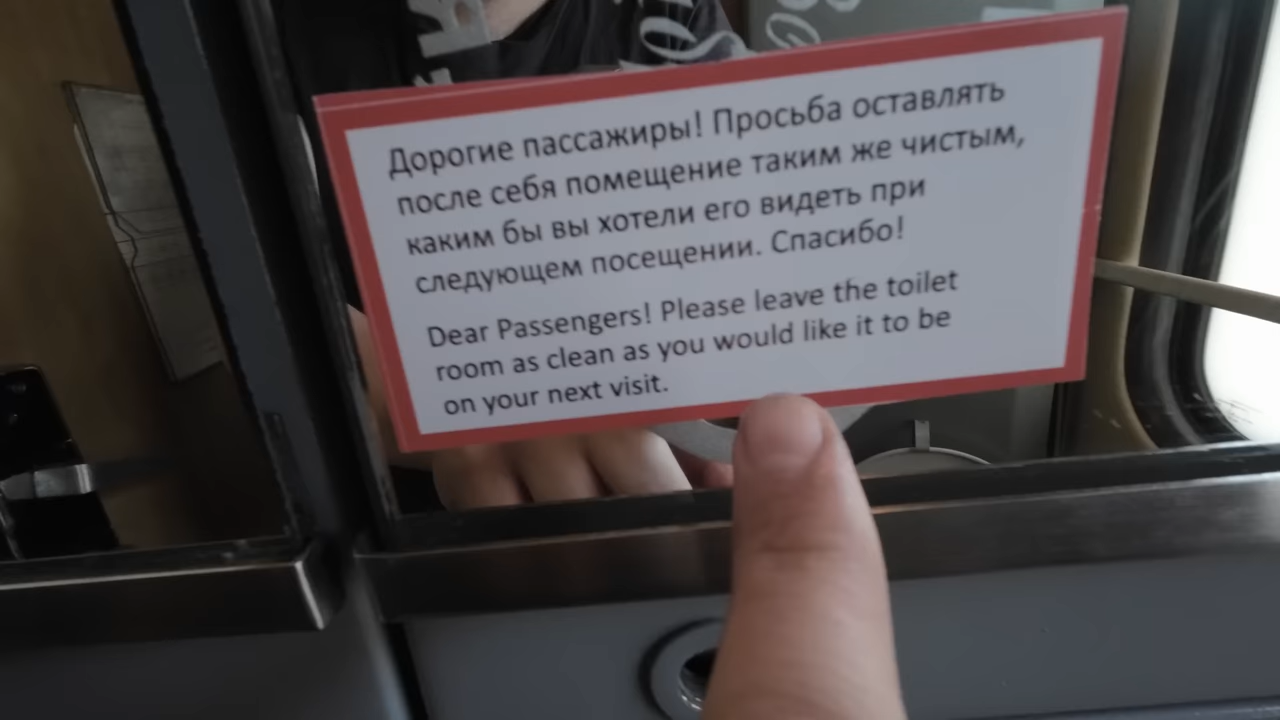 Дорогие пассажиры! Просьба оставлять
после себя помещение таким же чистым,
каким бы вы хотели его видеть при
следующем посещении. Спасибо!
Dear Passengers! Please leave the toilet
room as clean as you would like it to be
on your next visit.